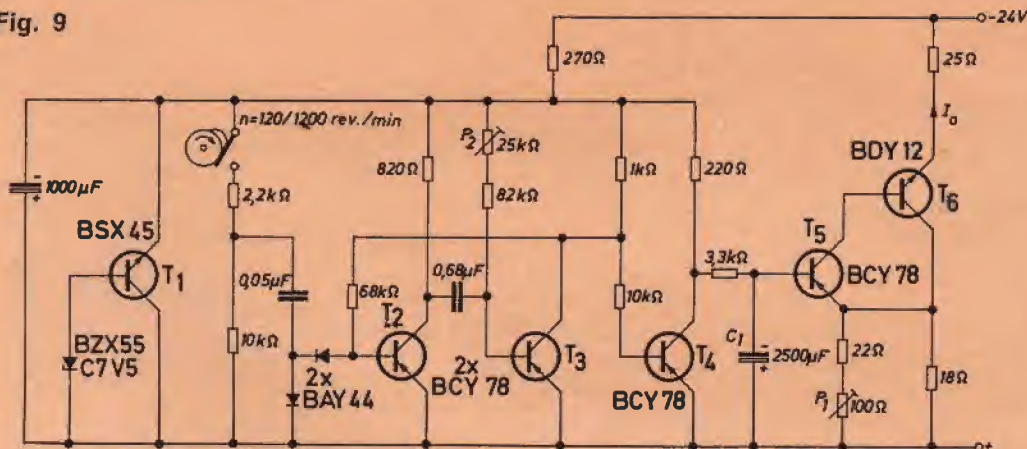 Fig. 9
-24V
270Ω
25Ω
Ia
n=120/1200 rev./min
P2
25kΩ
BDY 12
820Ω
1kΩ
220Ω
1000µF
2,2kΩ
82kΩ
T6
BSX 45
T5
T1
3,3kΩ
BCY 78
0,05µF
0,68µF
68kΩ
10kΩ
T2
T3
T4
C1
2500µF
22Ω
BZX55
C7V5
10kΩ
2x
BAY 44
2x
BCY 78
BCY 78
P1
100Ω
18Ω
- 
+
+
-
+